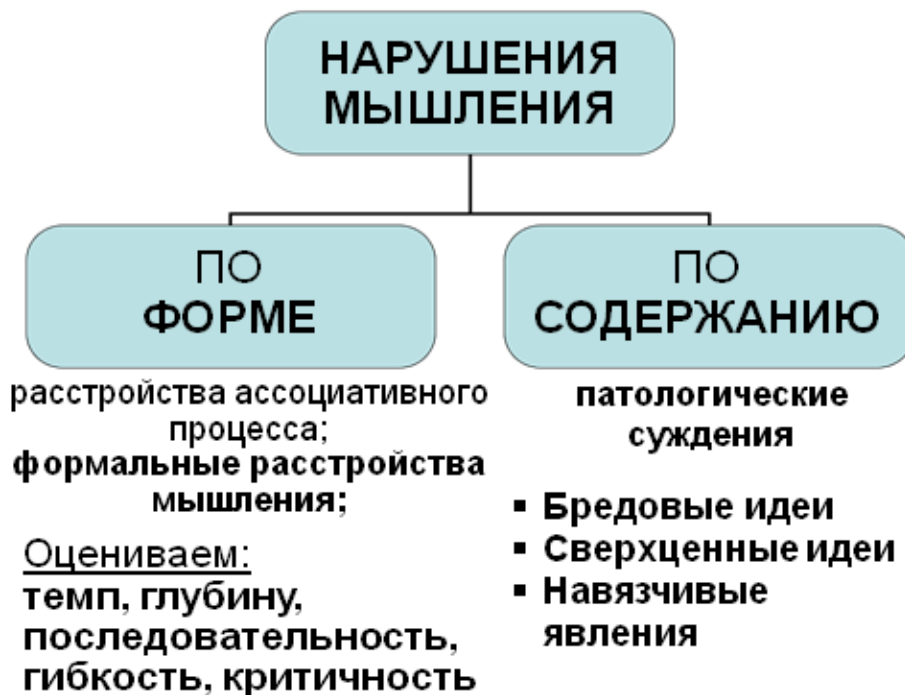 НАРУШЕНИЯ
МЫШЛЕНИЯ
ПО
ФОРМЕ
расстройства ассоциативного
процесса;
формальные расстройства
мышления;
Оцениваем:
темп, глубину,
последовательность,
гибкость, критичность
ПО
СОДЕРЖАНИЮ
патологические
суждения
▪ Бредовые идеи
▪ Сверхценные идеи
▪ Навязчивые
явления